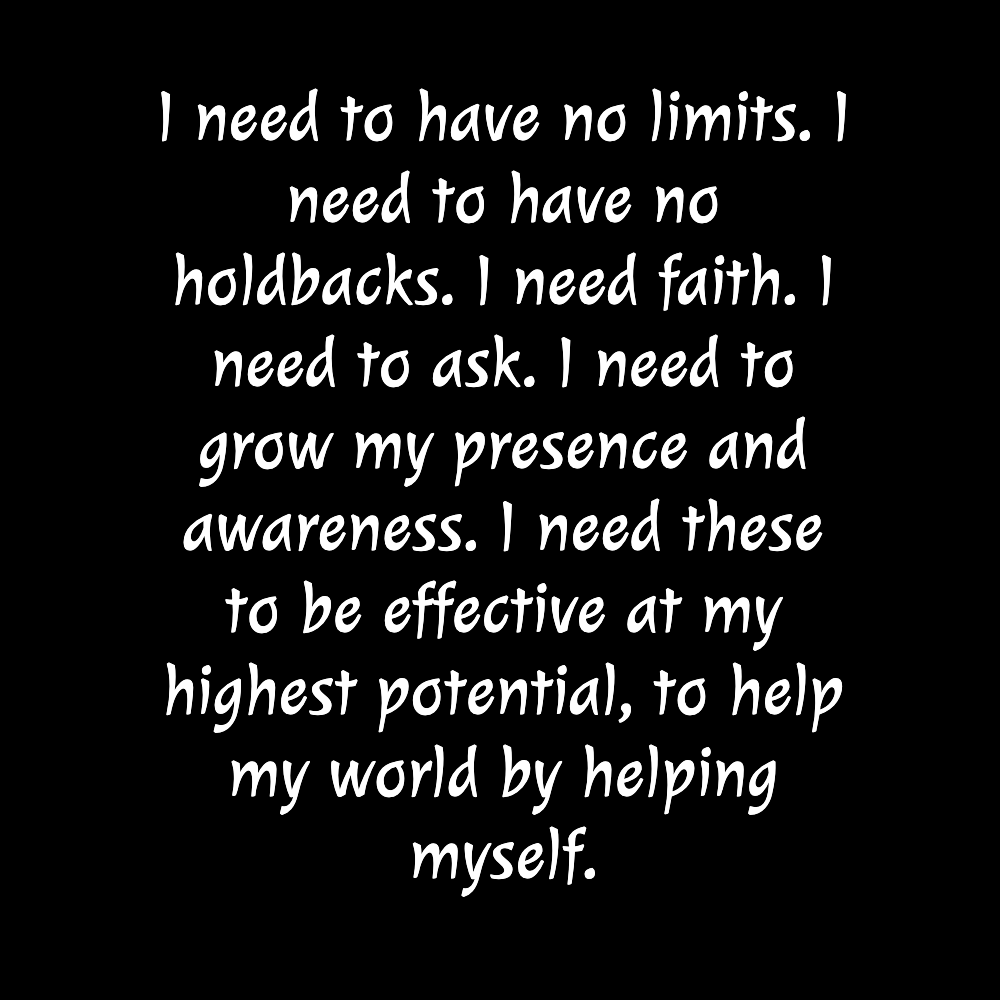 I need to have no limits. I
need to have no
holdbacks. I need faith. I
need to ask. I need to
grow my presence and
awareness. I need these
to be effective at my
highest potential, to help
my world by helping
myself.